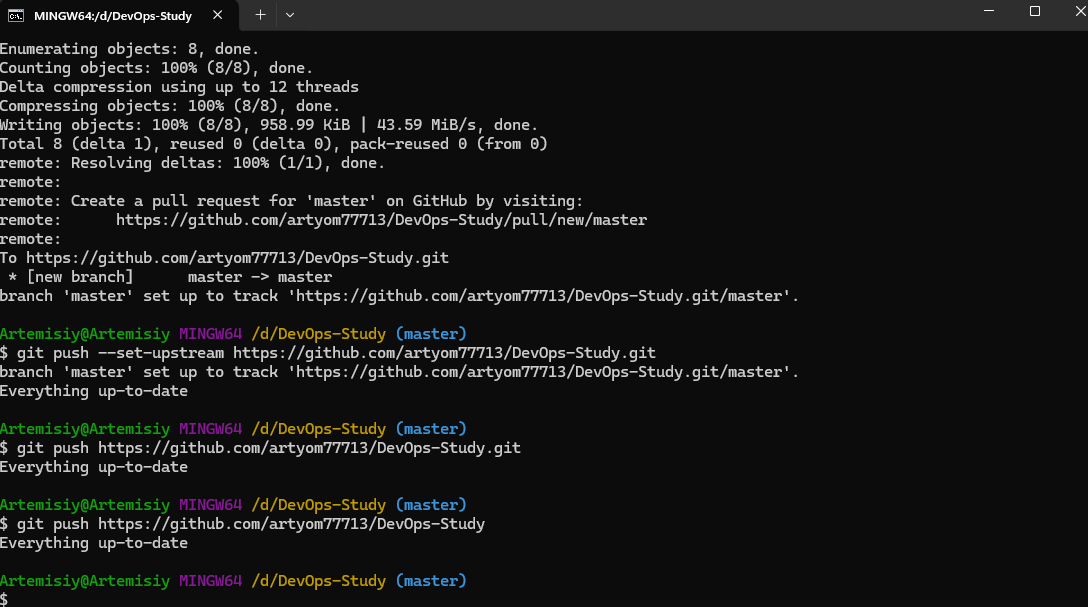 MINGW64:/d/DevOps-Study
Enumerating objects: 8, done.
Counting objects: 100% (8/8), done.
Delta compression using up to 12 threads
Compressing objects: 100% (8/8), done.
Writing objects: 100% (8/8), 958.99 KiB | 43.59 MiB/s, done.
Total 8 (delta 1), reused 0 (delta 0), pack-reused 0 (from 0)
remote: Resolving deltas: 100% (1/1), done.
remote:
remote: Create a pull request for 'master' on GitHub by visiting:
remote:      https://github.com/artyom77713/DevOps-Study/pull/new/master
remote:
To https://github.com/artyom77713/DevOps-Study.git
 * [new branch]      master -> master
branch 'master' set up to track 'https://github.com/artyom77713/DevOps-Study.git/master'.

Artemisiy@Artemisiy MINGW64 /d/DevOps-Study (master)
$ git push --set-upstream https://github.com/artyom77713/DevOps-Study.git
branch 'master' set up to track 'https://github.com/artyom77713/DevOps-Study.git/master'.
Everything up-to-date

Artemisiy@Artemisiy MINGW64 /d/DevOps-Study (master)
$ git push https://github.com/artyom77713/DevOps-Study.git
Everything up-to-date

Artemisiy@Artemisiy MINGW64 /d/DevOps-Study (master)
$ git push https://github.com/artyom77713/DevOps-Study
Everything up-to-date

Artemisiy@Artemisiy MINGW64 /d/DevOps-Study (master)
$